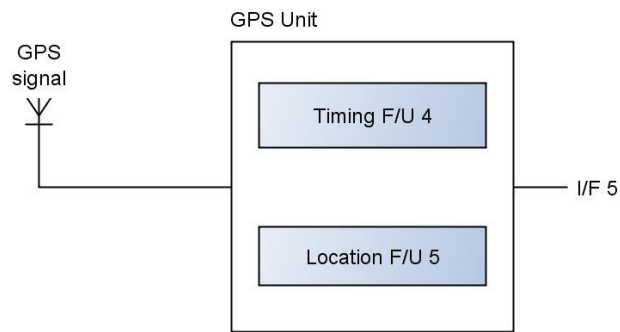 GPS Unit
GPS
signal
Timing F/U 4
I/F 5
Location F/U 5